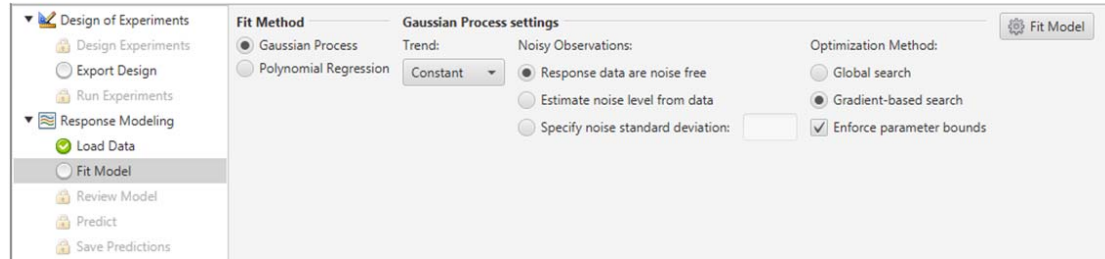 Design of Experiments
Design Experiments
Export Design
Run Experiments
Response Modeling
Load Data
Fit Model
Review Model
Predict
Save Predictions
Fit Method
Gaussian Process
Polynomial Regression
Gaussian Process settings
Trend:
Constant
Noisy Observations:
Response data are noise free
Estimate noise level from data
Specify noise standard deviation:
Optimization Method:
Global search
Gradient-based search
Enforce parameter bounds
Fit Model